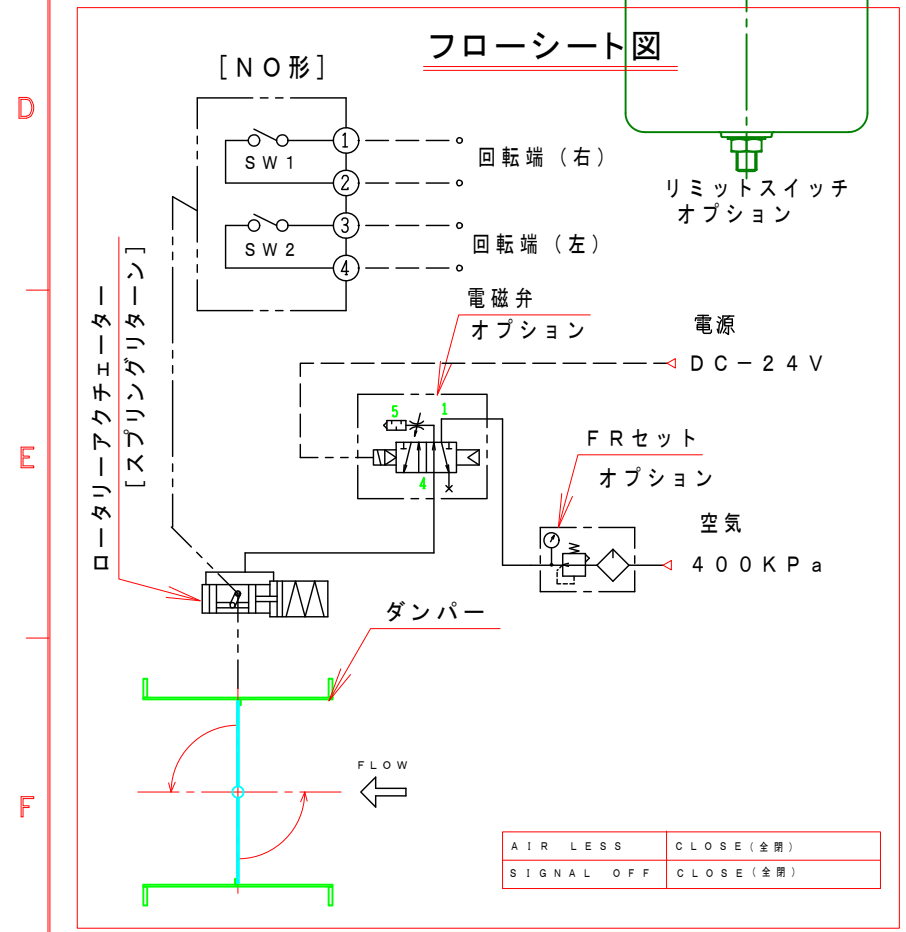 フローシート図
[NO形]
D
1
SW1
回転端（右）
2
リミットスイッチ
オプション
3
SW2
回転端（左）
4
電磁弁
オプション
電源
DC－24V
ロータリーアクチェーター
[スプリングリターン]
5
1
4
E
FRセット
オプション
空気
400KPa
ダンパー
FLOW
F
AIR LESS CLOSE(全閉)
SIGNAL OFF CLOSE(全閉)